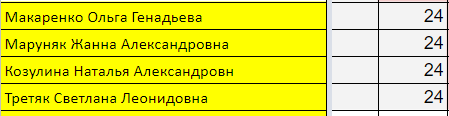 Макаренко Ольга Генадьева 24
Маруняк Жанна Александровна 24
Козулина Наталья Александровн 24
Третяк Светлана Леонидовна 24